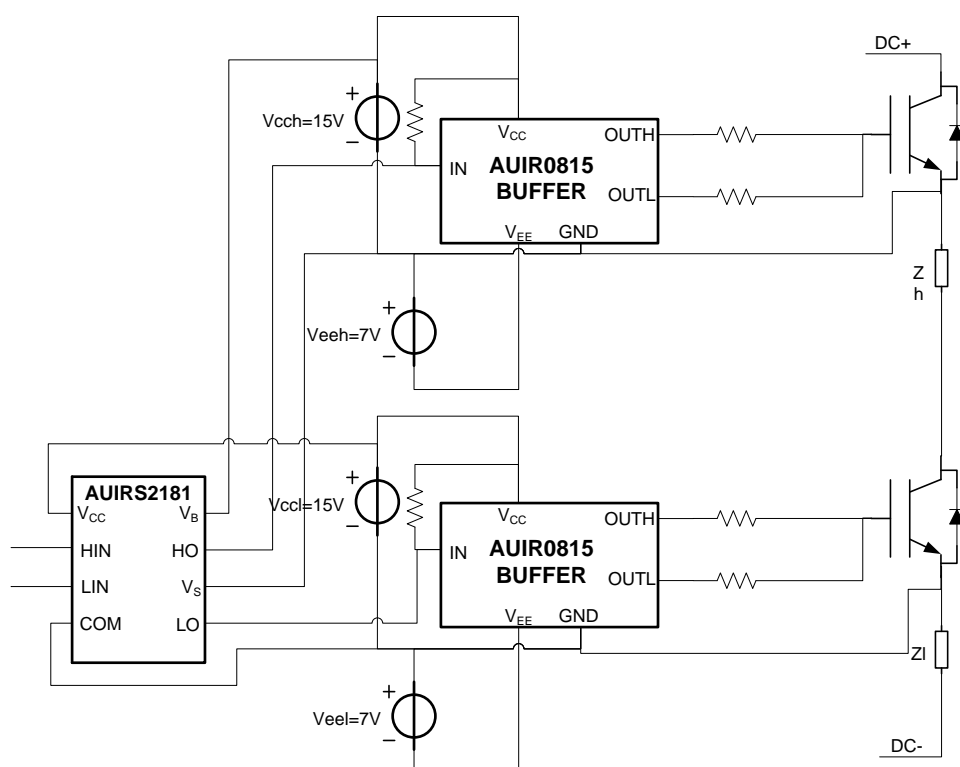 DC+
+
Vcch=15V
–
VCC
OUTH
IN
AUIR0815
BUFFER
OUTL
VEE
GND
Z
h
+
Veeh=7V
–
AUIRS2181
VCC
VB
HIN
HO
LIN
VS
COM
LO
+
Vccl=15V
–
VCC
OUTH
IN
AUIR0815
BUFFER
OUTL
VEE
GND
Zl
+
Veel=7V
–
DC-